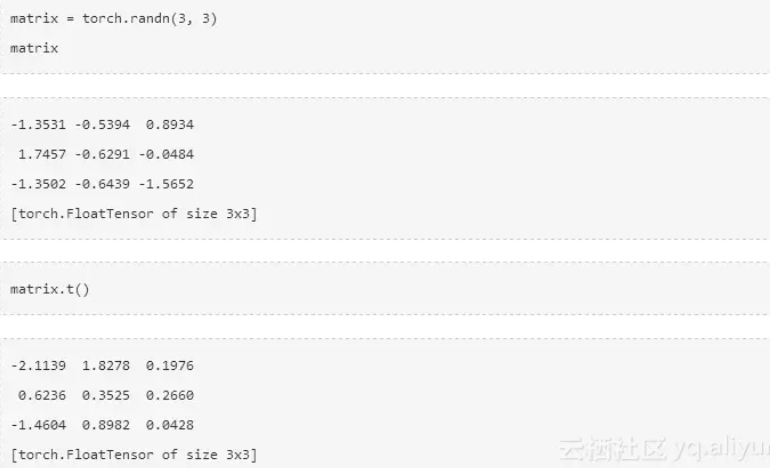 matrix = torch.randn(3, 3)
matrix
-1.3531 -0.5394  0.8934
 1.7457 -0.6291 -0.0484
-1.3502 -0.6439 -1.5652
[torch.FloatTensor of size 3x3]
matrix.t()
-2.1139  1.8278  0.1976
 0.6236  0.3525  0.2660
-1.4604  0.8982  0.0428
[torch.FloatTensor of size 3x3]
云栖社区 yq.aliyun